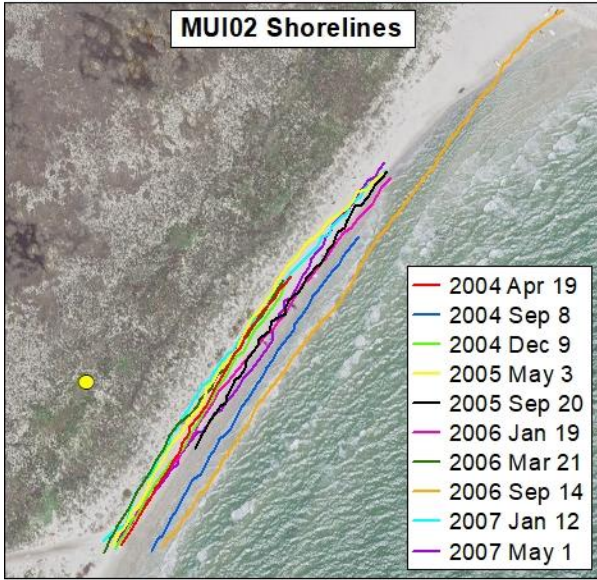 MUI02 Shorelines
2004 Apr 19
2004 Sep 8
2004 Dec 9
2005 May 3
2005 Sep 20
2006 Jan 19
2006 Mar 21
2006 Sep 14
2007 Jan 12
2007 May 1